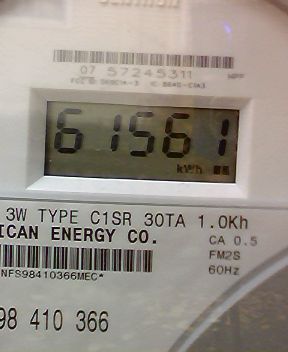 07 57245311
61561
kWh
3W TYPE C1SR 30TA 1.0Kh
ICAN ENERGY CO.
CA 0.5
FM2S
60Hz
NFS98410366MEC*
98 410 366